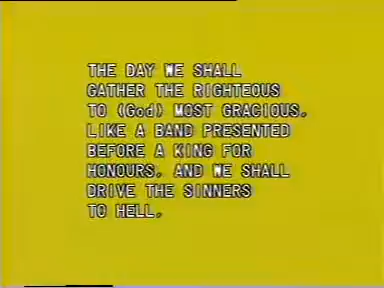 THE DAY WE SHALL
GATHER THE RIGHTEOUS
TO (God) MOST GRACIOUS.
LIKE A BAND PRESENTED
BEFORE A KING FOR
HONOURS. AND WE SHALL
DRIVE THE SINNERS
TO HELL.